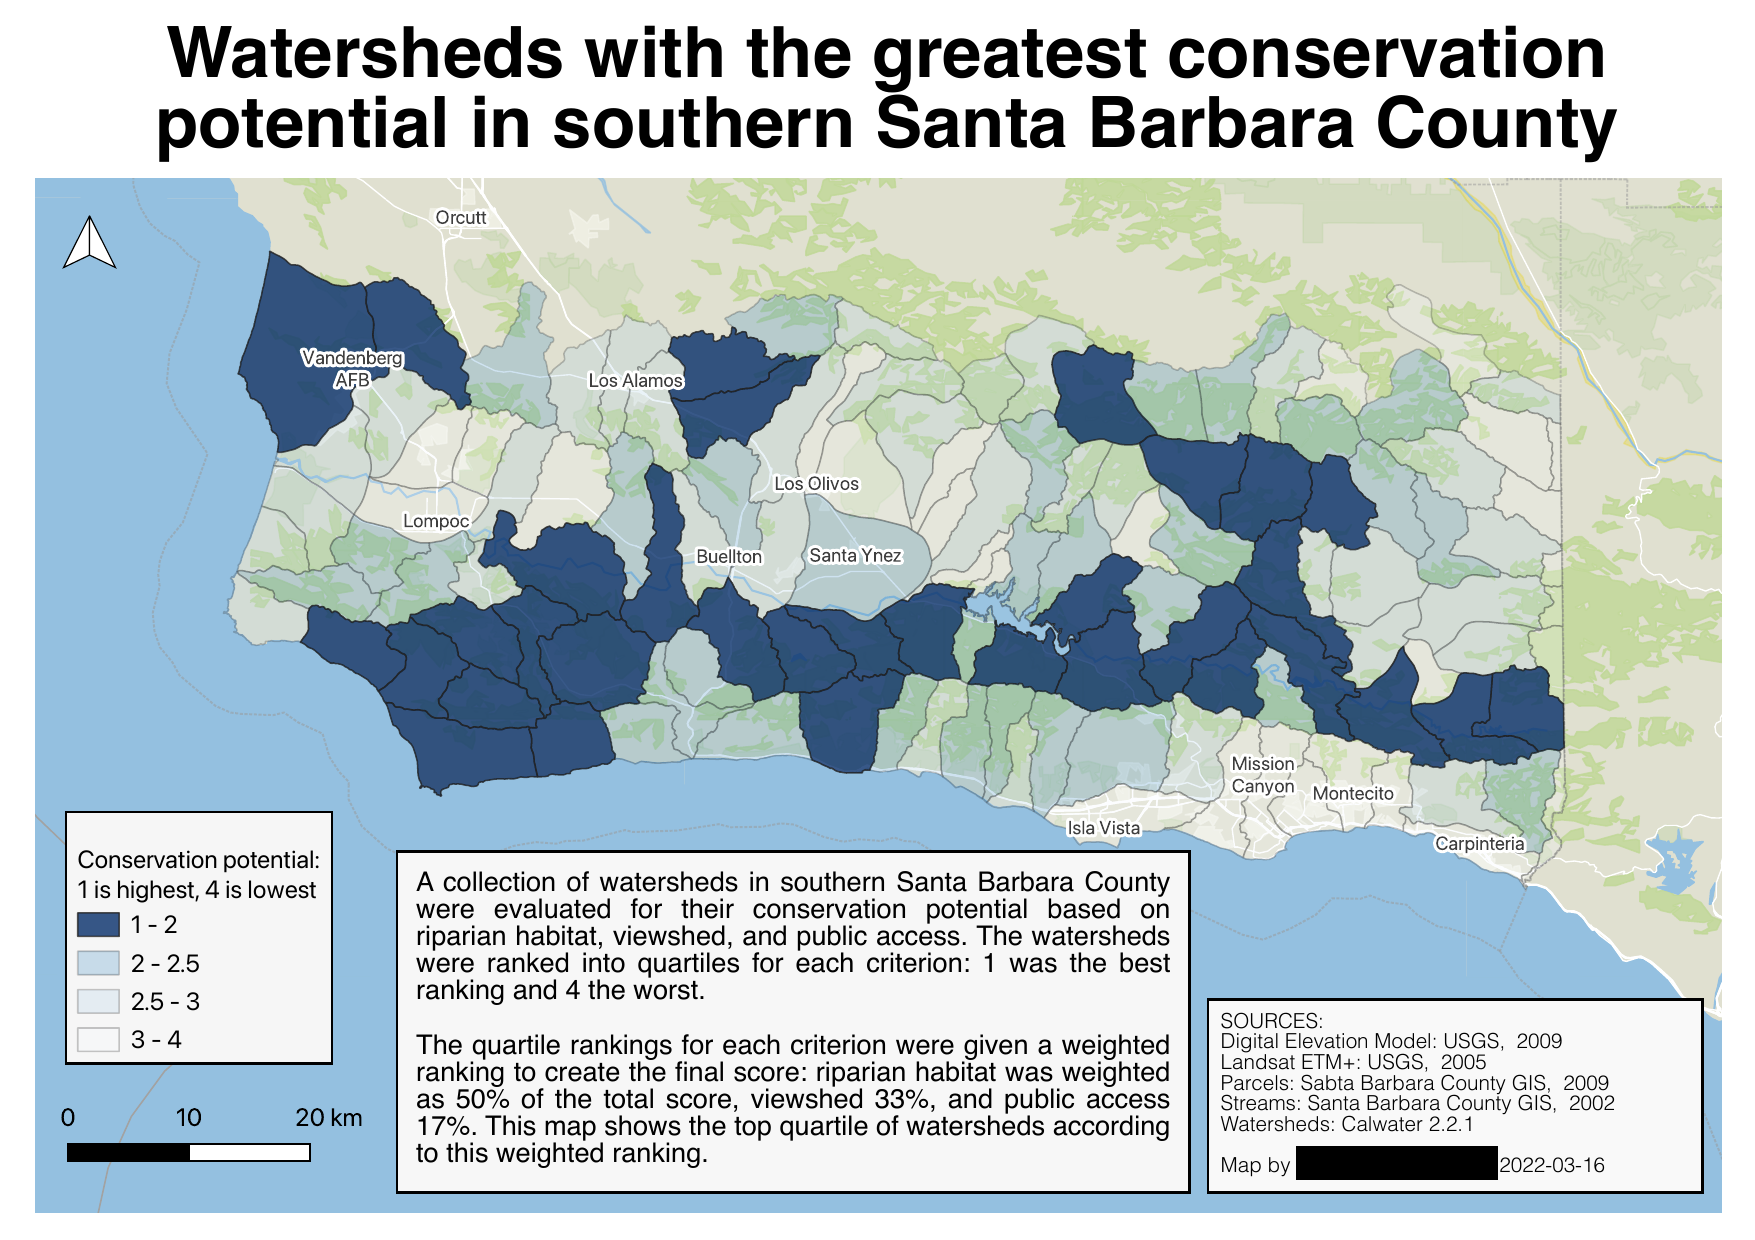 Watersheds with the greatest conservation
potential in southern Santa Barbara County
Orcutt
Vandenberg
AFB
Los Alamos
Los Olivos
Lompoc
Buellton
Santa Ynez
Mission
Canyon
Montecito
Isla Vista
Carpinteria
Conservation potential:
1 is highest, 4 is lowest
1 - 2
2 - 2.5
2.5 - 3
3 - 4
0 10 20 km
A collection of watersheds in southern Santa Barbara County
were evaluated for their conservation potential based on
riparian habitat, viewshed, and public access. The watersheds
were ranked into quartiles for each criterion: 1 was the best
ranking and 4 the worst.
The quartile rankings for each criterion were given a weighted
ranking to create the final score: riparian habitat was weighted
as 50% of the total score, viewshed 33%, and public access
17%. This map shows the top quartile of watersheds according
to this weighted ranking.
SOURCES:
Digital Elevation Model: USGS, 2009
Landsat ETM+: USGS, 2005
Parcels: Sabta Barbara County GIS, 2009
Streams: Santa Barbara County GIS, 2002
Watersheds: Calwater 2.2.1
Map by 2022-03-16